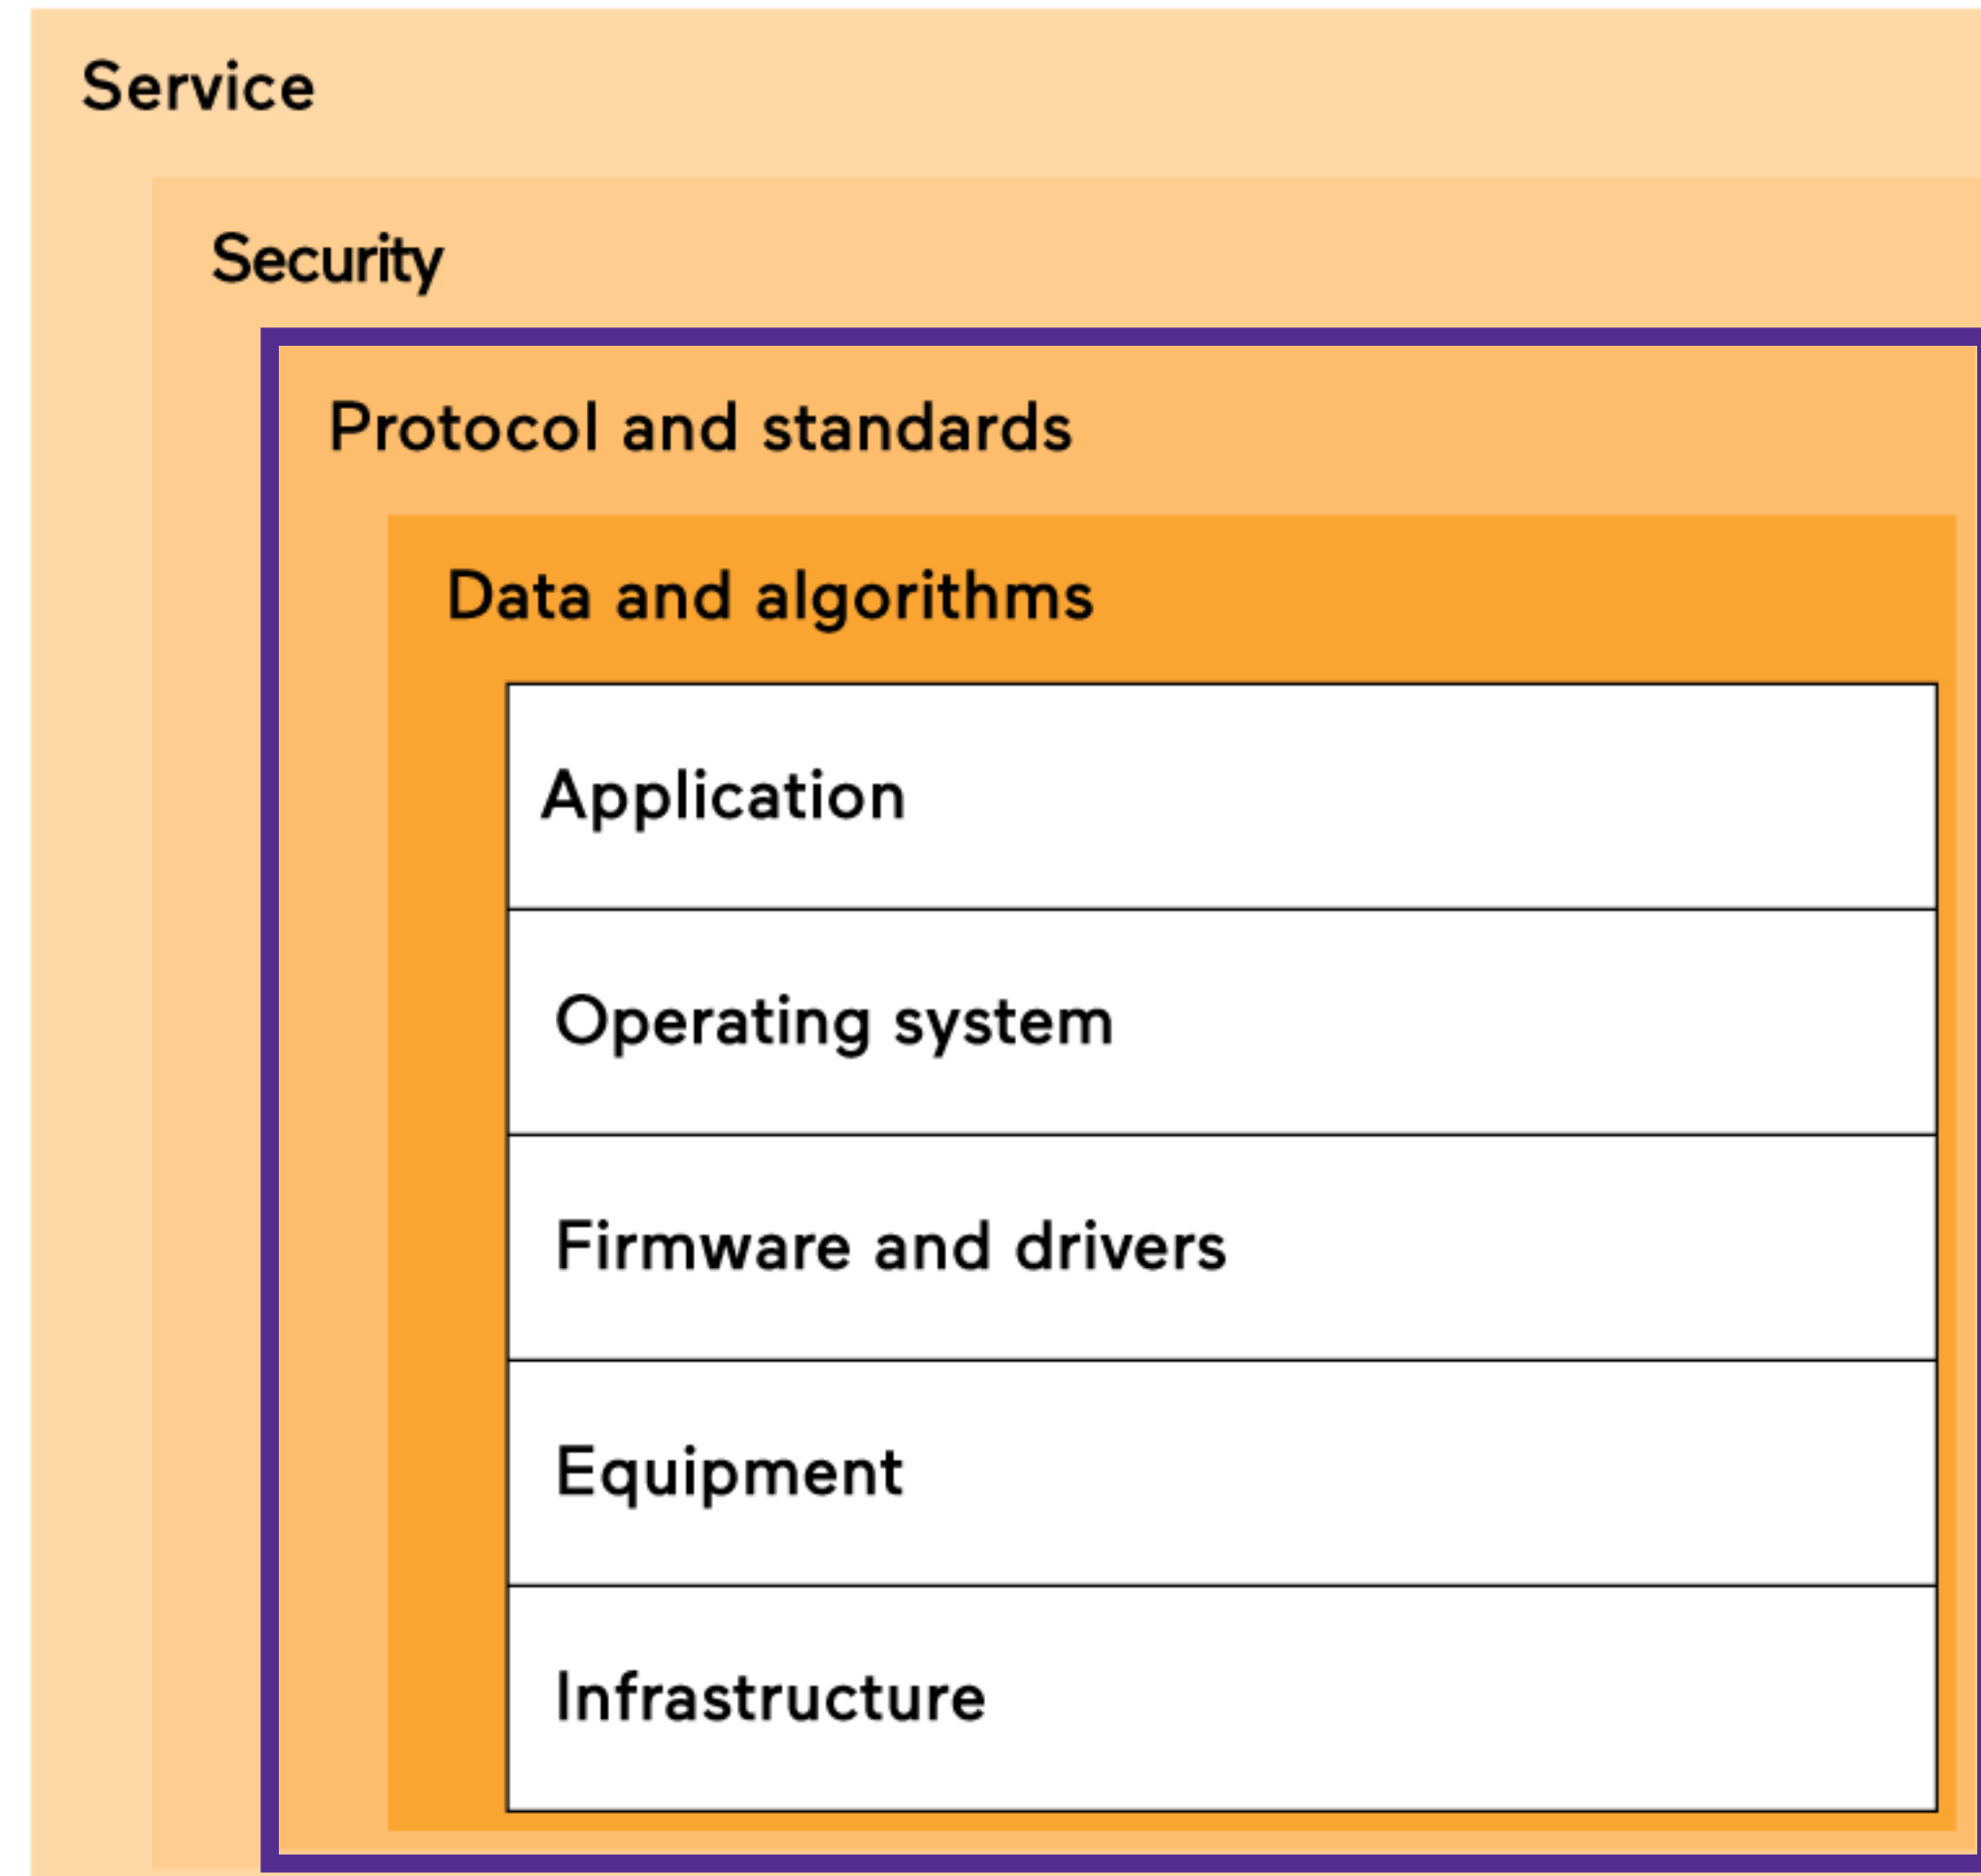 Service
Security
Protocol and standards
Data and algorithms
Application
Operating system
Firmware and drivers
Equipment
Infrastructure